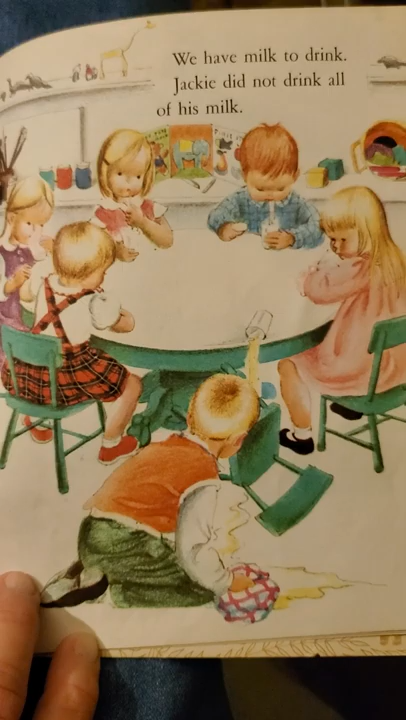 We have milk to drink.
Jackie did not drink all
of his milk.